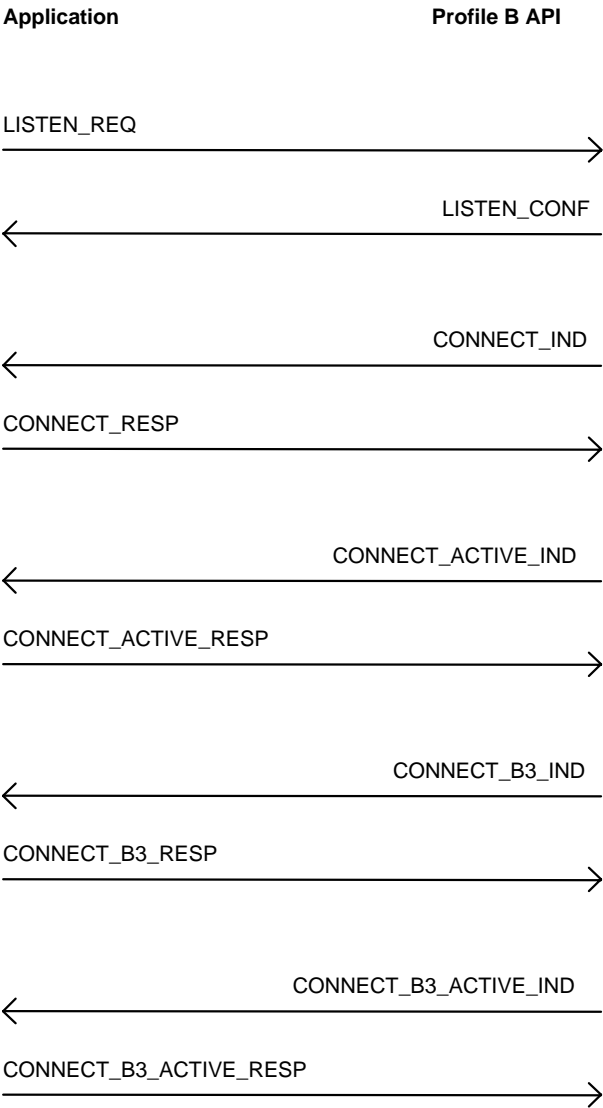 Application Profile B API
LISTEN_REQ
LISTEN_CONF
CONNECT_IND
CONNECT_RESP
CONNECT_ACTIVE_IND
CONNECT_ACTIVE_RESP
CONNECT_B3_IND
CONNECT_B3_RESP
CONNECT_B3_ACTIVE_IND
CONNECT_B3_ACTIVE_RESP